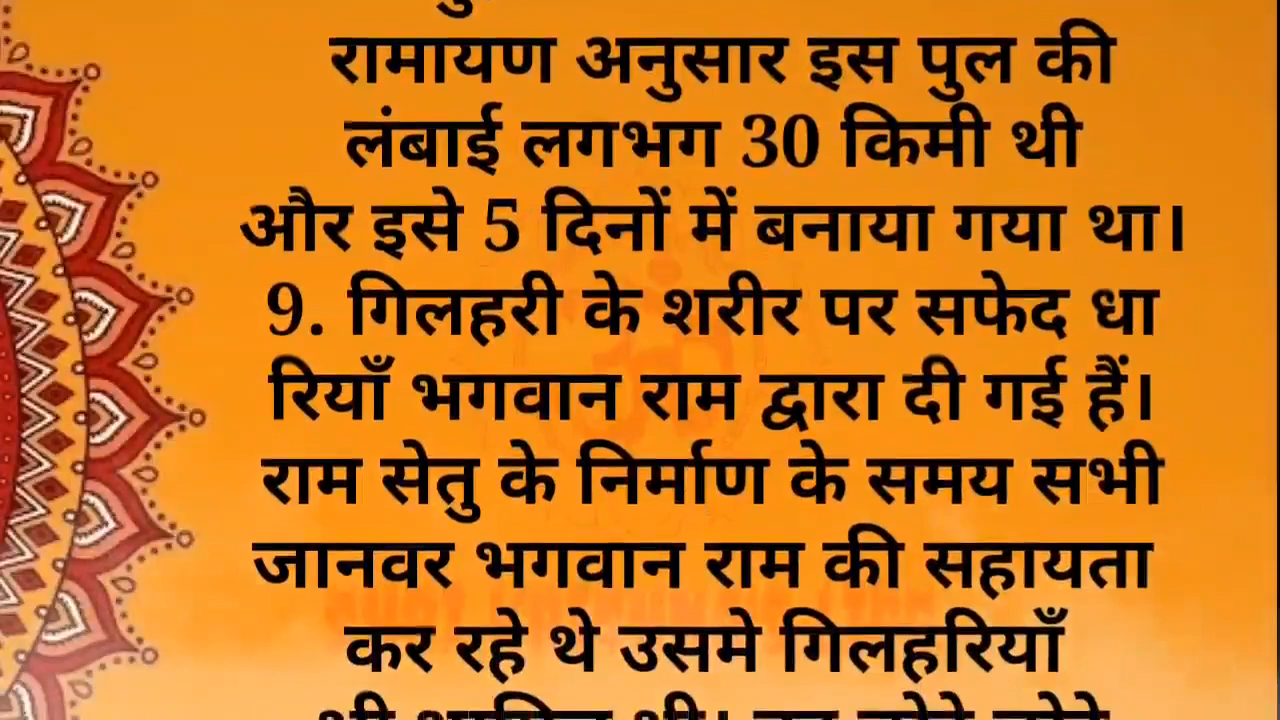 रामायण अनुसार इस पुल की
लंबाई लगभग 30 किमी थी
और इसे 5 दिनों में बनाया गया था।
9. गिलहरी के शरीर पर सफेद धा
रियाँ भगवान राम द्वारा दी गई हैं।
राम सेतु के निर्माण के समय सभी
जानवर भगवान राम की सहायता
कर रहे थे उसमे गिलहरियाँ